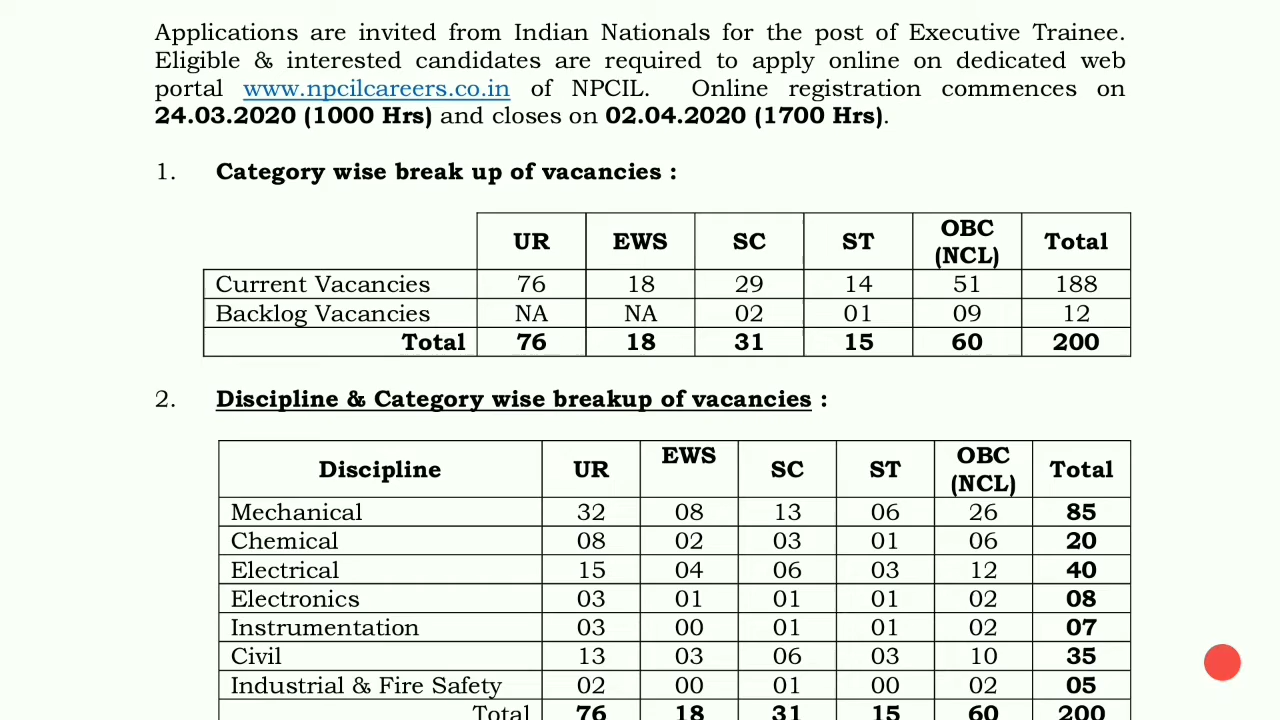 Applications are invited from Indian Nationals for the post of Executive Trainee.
Eligible & interested candidates are required to apply online on dedicated web
portal www.npcilcareers.co.in of NPCIL. Online registration commences on
24.03.2020 (1000 Hrs) and closes on 02.04.2020 (1700 Hrs).
1. Category wise break up of vacancies :
UR EWS SC ST OBC (NCL) Total
Current Vacancies 76 18 29 14 51 188
Backlog Vacancies NA NA 02 01 09 12
Total 76 18 31 15 60 200
2. Discipline & Category wise breakup of vacancies :
Discipline UR EWS SC ST OBC (NCL) Total
Mechanical 32 08 13 06 26 85
Chemical 08 02 03 01 06 20
Electrical 15 04 06 03 12 40
Electronics 03 01 01 01 02 08
Instrumentation 03 00 01 01 02 07
Civil 13 03 06 03 10 35
Industrial & Fire Safety 02 00 01 00 02 05
Total 76 18 31 15 60 200